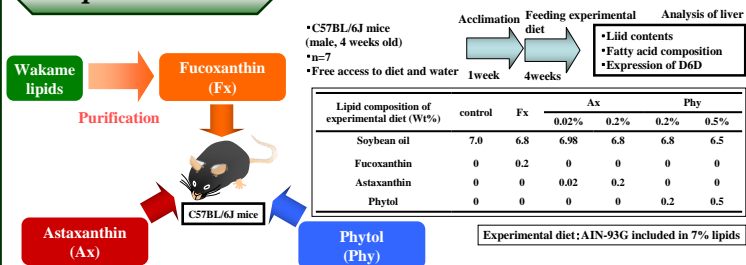 Wakame
lipids
Purification
Fucoxanthin
(Fx)
C57BL/6J mice
Astaxanthin
(Ax)
Phytol
(Phy)
▪C57BL/6J mice
(male, 4 weeks old)
▪n=7
▪Free access to diet and water
Acclimation
1week
Feeding experimental
diet
4weeks
Analysis of liver
▪Liid contents
▪Fatty acid composition
▪Expression of D6D
Lipid composition of
experimental diet (Wt%) control Fx Ax Phy
0.02% 0.2% 0.2% 0.5%
Soybean oil 7.0 6.8 6.98 6.8 6.8 6.5
Fucoxanthin 0 0.2 0 0 0 0
Astaxanthin 0 0 0.02 0.2 0 0
Phytol 0 0 0 0 0.2 0.5
Experimental diet:AIN-93G included in 7% lipids